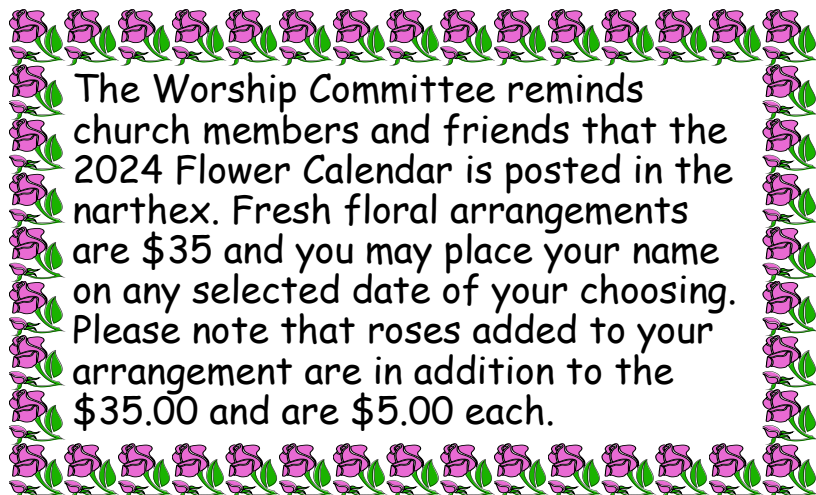 The Worship Committee reminds
church members and friends that the
2024 Flower Calendar is posted in the
narthex. Fresh floral arrangements
are $35 and you may place your name
on any selected date of your choosing.
Please note that roses added to your
arrangement are in addition to the
$35.00 and are $5.00 each.